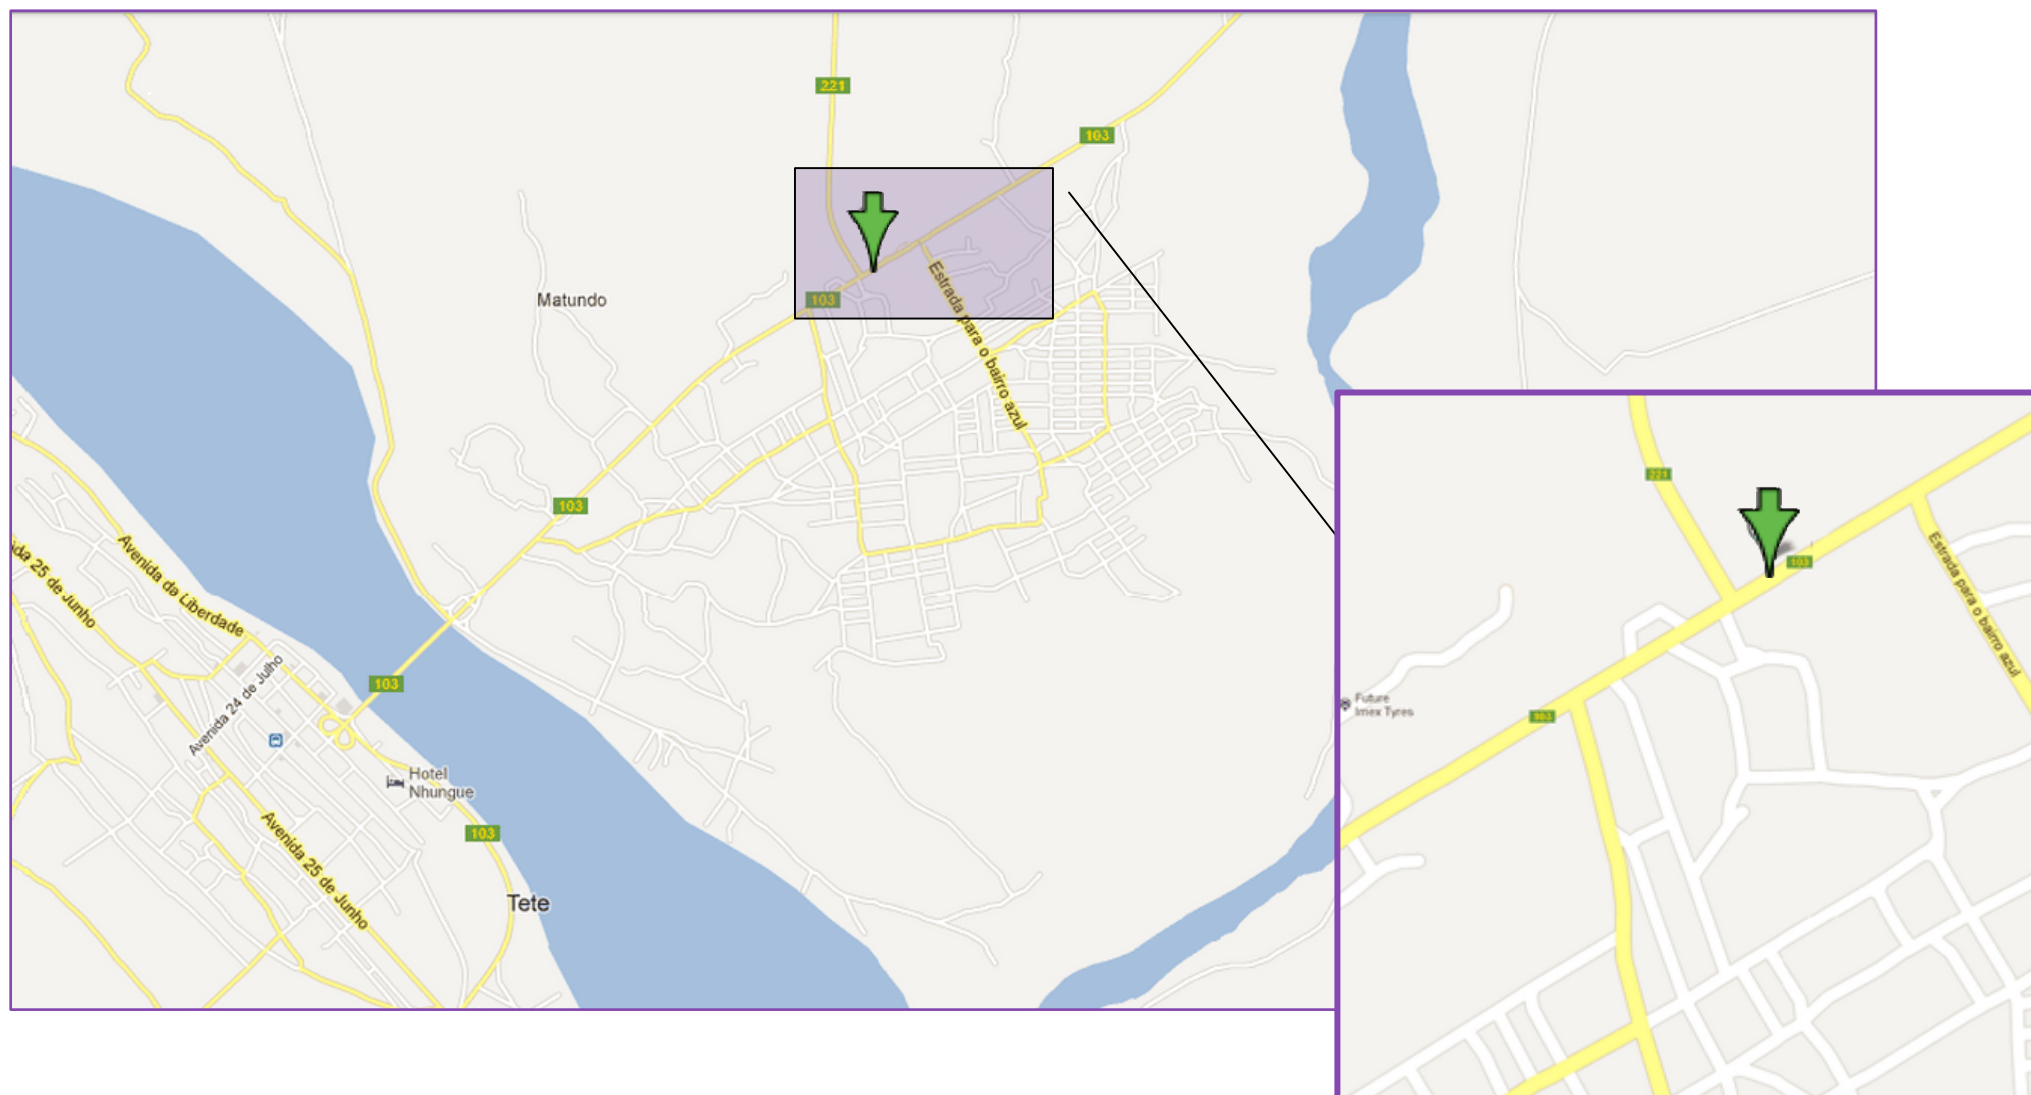 221
103
103
Matundo
Estrada para o bairro azul
103
Avenida da Liberdade
ida 25 de Junho
Avenida 24 de Julho
103
Hotel
Nhungue
103
Avenida 25 de Junho
Tete
221
103
Estrada para o bairro azul
Future
Imex Tyres
103